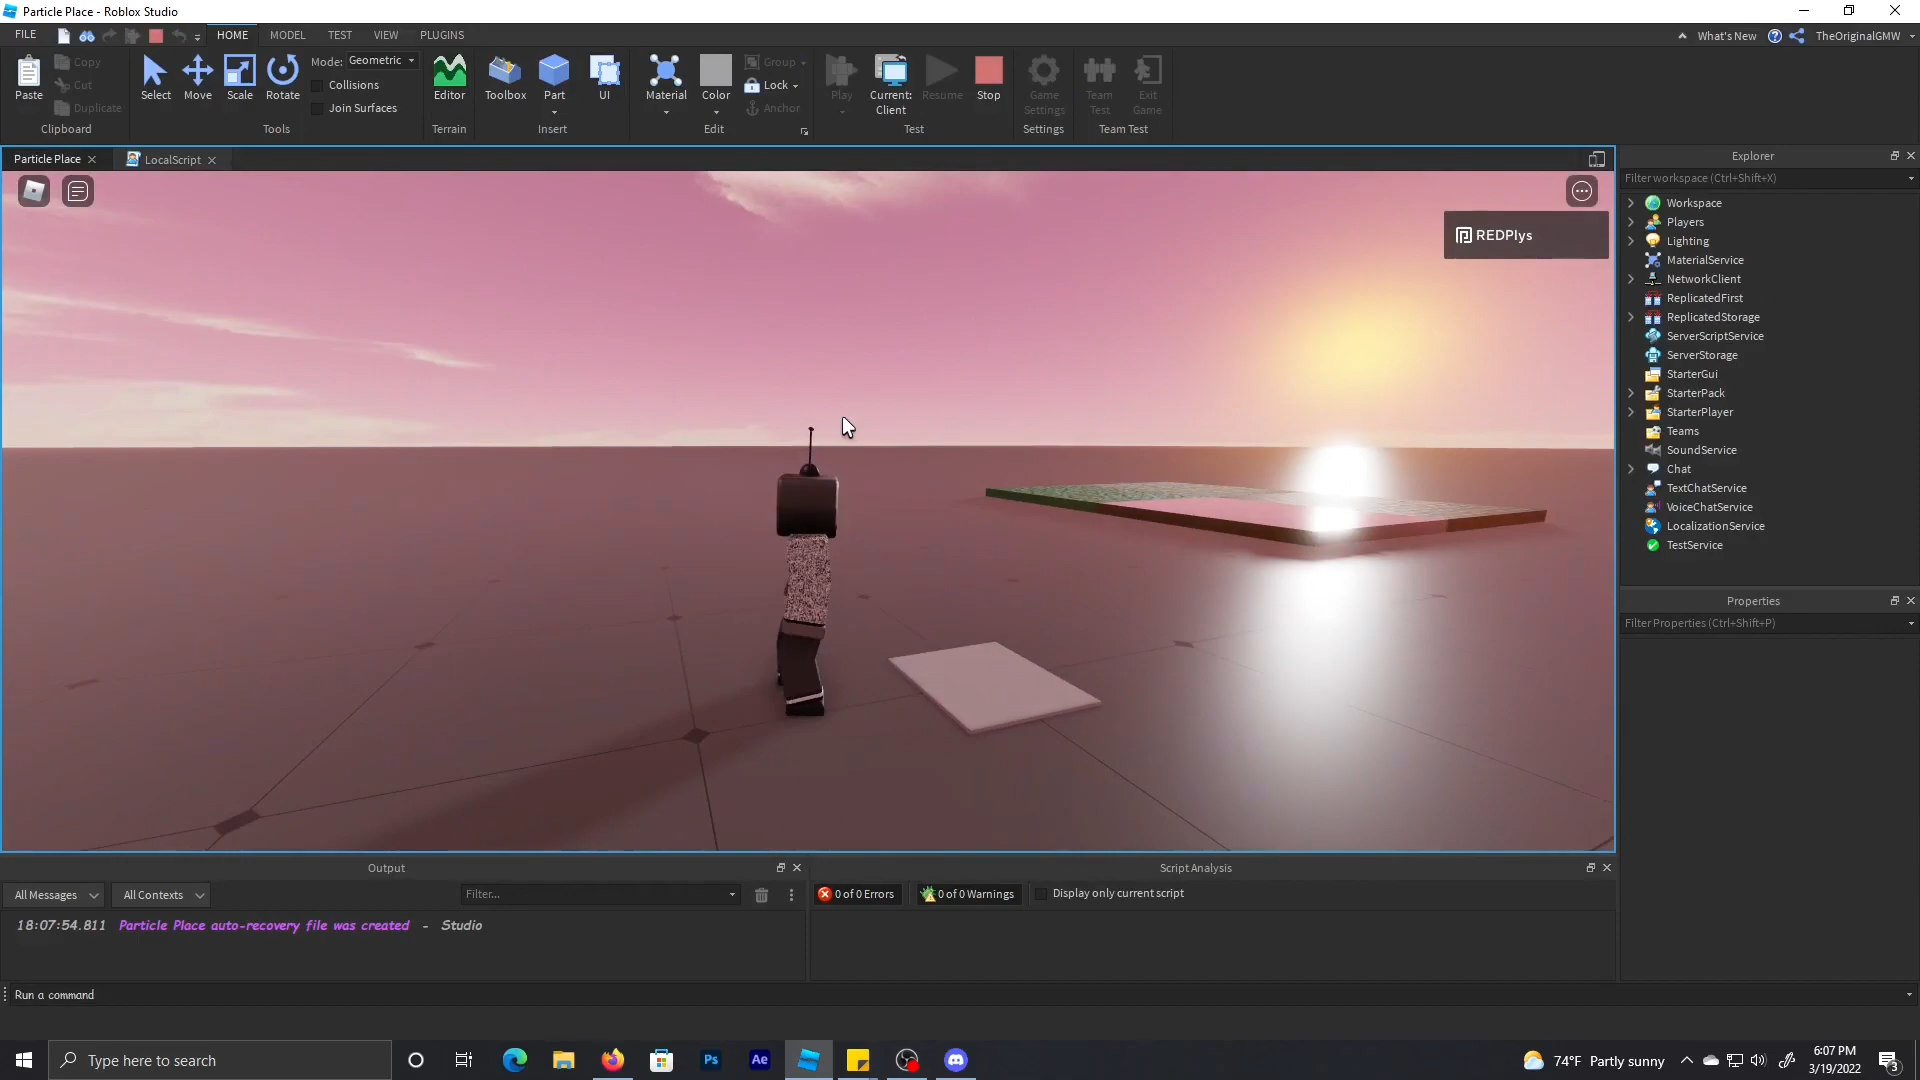 Particle Place - Roblox Studio
FILE HOME MODEL TEST VIEW PLUGINS What's New TheOriginalGMW
Paste Copy Cut Duplicate
Clipboard
Select Move Scale Rotate
Mode: Geometric
Collisions
Join Surfaces
Tools
Editor
Terrain
Toolbox Part UI
Insert
Material Color
Group
Lock
Anchor
Edit
Play Current: Client Resume Stop
Test
Game Settings
Settings
Team Test Exit Game
Team Test
Particle Place LocalScript
REDPlys
Explorer
Filter workspace (Ctrl+Shift+X)
Workspace
Players
Lighting
MaterialService
NetworkClient
ReplicatedFirst
ReplicatedStorage
ServerScriptService
ServerStorage
StarterGui
StarterPack
StarterPlayer
Teams
SoundService
Chat
TextChatService
VoiceChatService
LocalizationService
TestService
Properties
Filter Properties (Ctrl+Shift+P)
Output
All Messages All Contexts Filter...
18:07:54.811 Particle Place auto-recovery file was created - Studio
Script Analysis
0 of 0 Errors 0 of 0 Warnings Display only current script
Run a command
Type here to search
Ps Ae
74°F Partly sunny
6:07 PM
3/19/2022
3